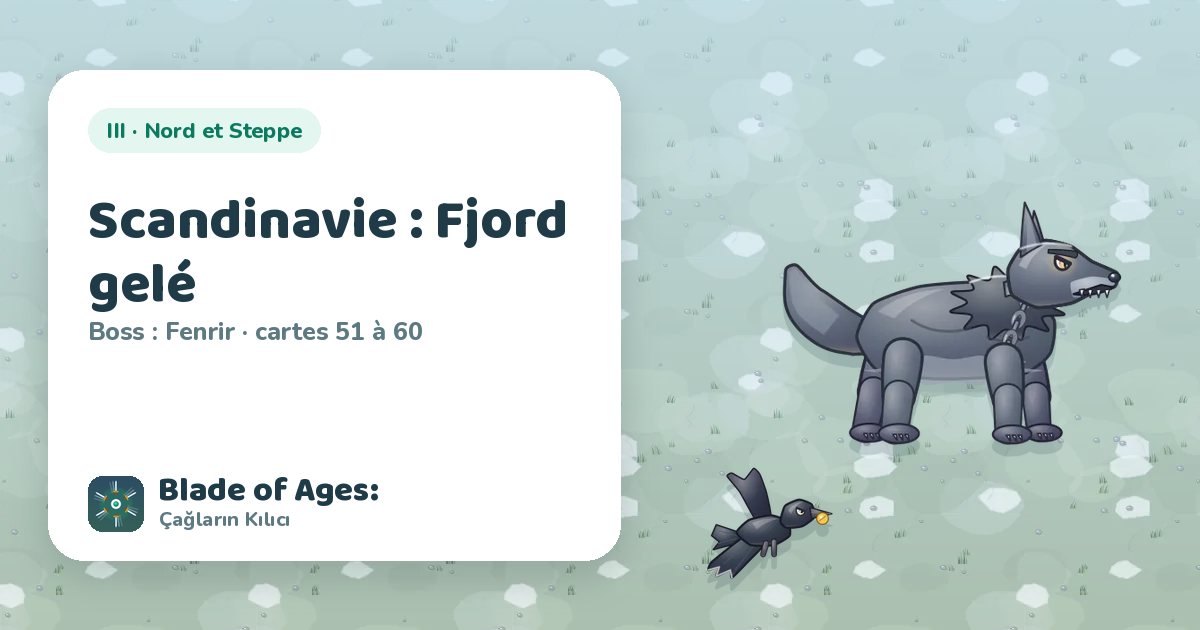 III · Nord et Steppe
Scandinavie : Fjord
gelé
Boss : Fenrir · cartes 51 à 60
Blade of Ages:
Çağların Kılıcı